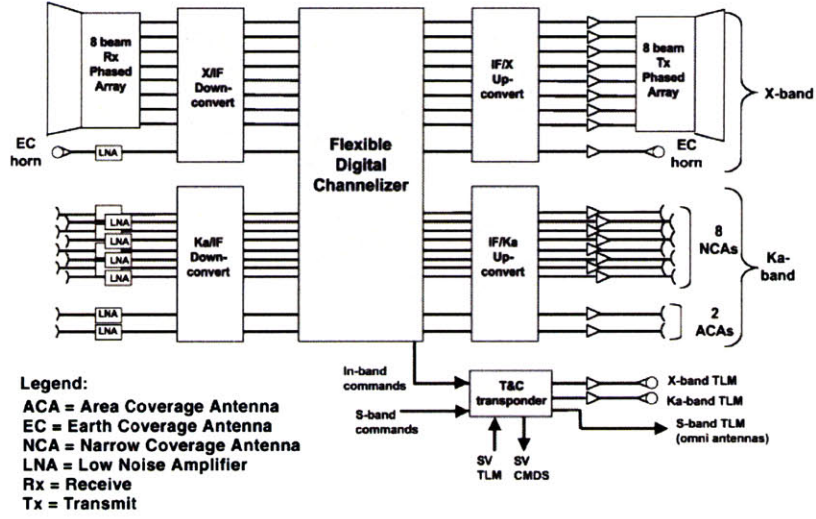 8 beam
Rx
Phased
Array
X/IF
Down-
convert
Flexible
Digital
Channelizer
IF/X
Up-
convert
8 beam
Tx
Phased
Array
X-band
EC
horn
LNA
EC
horn
LNA
LNA
LNA
LNA
Ka/IF
Down-
convert
IF/Ka
Up-
convert
8
NCAs
Ka-
band
LNA
LNA
2
ACAs
In-band
commands
S-band
commands
T&C
transponder
X-band TLM
Ka-band TLM
S-band TLM
(omni antennas)
SV
TLM
SV
CMDS
Legend:
ACA = Area Coverage Antenna
EC = Earth Coverage Antenna
NCA = Narrow Coverage Antenna
LNA = Low Noise Amplifier
Rx = Receive
Tx = Transmit